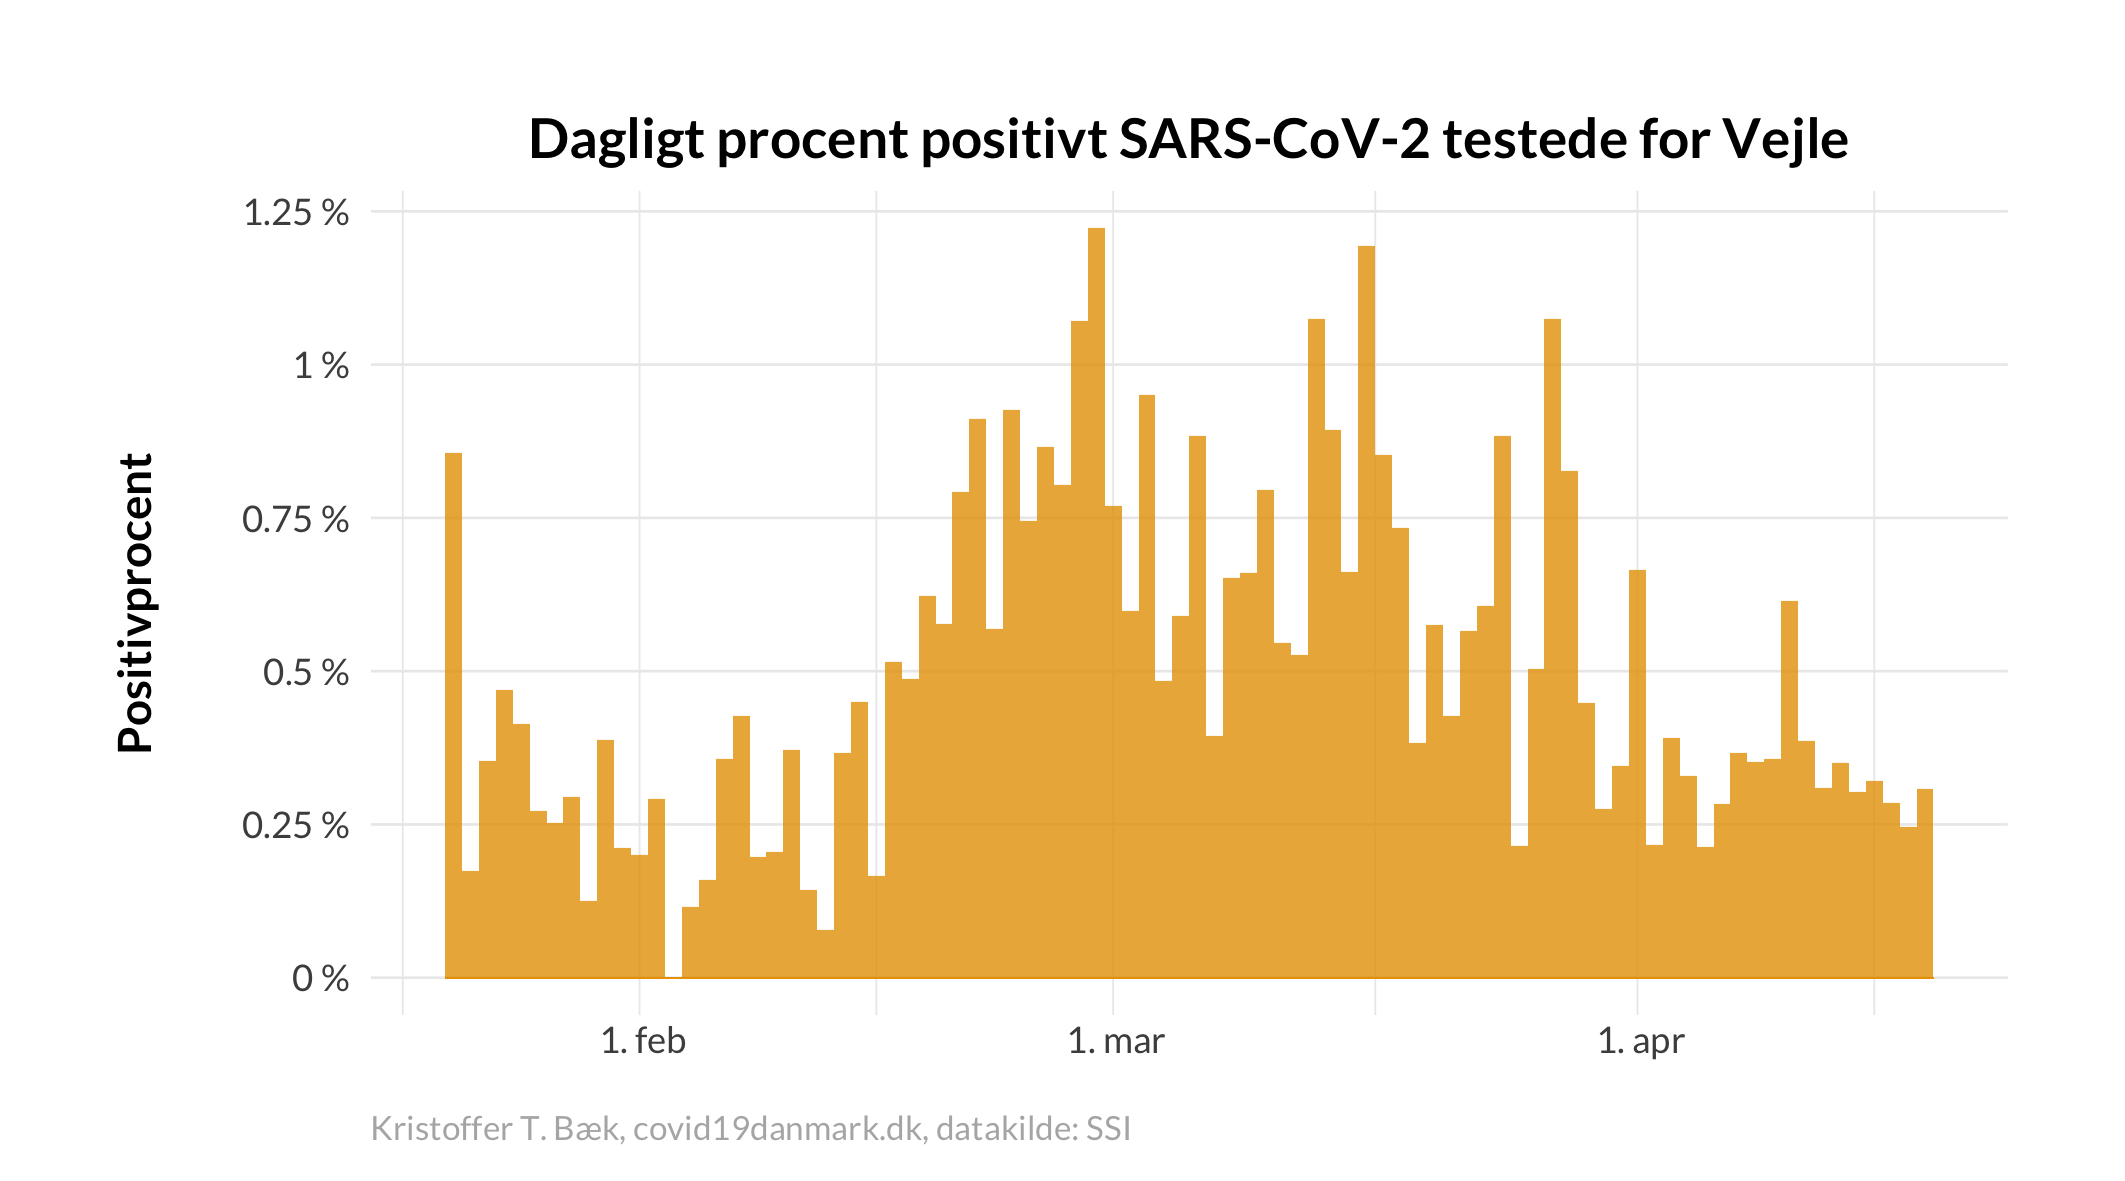 Dagligt procent positivt SARS-CoV-2 testede for Vejle
Positivprocent
1.25 %
1 %
0.75 %
0.5 %
0.25 %
0 %
1. feb
1. mar
1. apr
Kristoffer T. Bæk, covid19danmark.dk, datakilde: SSI